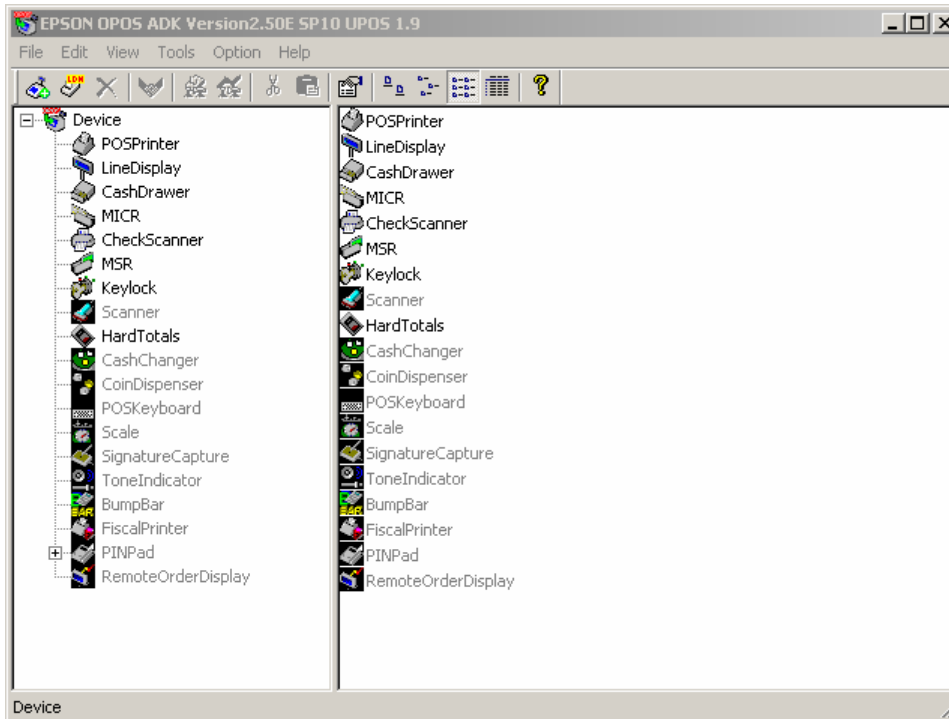 EPSON OPOS ADK Version2.50E SP10 UPOS 1.9
File Edit View Tools Option Help
LDN
Device
POSPrinter
LineDisplay
CashDrawer
MICR
CheckScanner
MSR
Keylock
Scanner
HardTotals
CashChanger
CoinDispenser
POSKeyboard
Scale
SignatureCapture
ToneIndicator
BumpBar
FiscalPrinter
PINPad
RemoteOrderDisplay
POSPrinter
LineDisplay
CashDrawer
MICR
CheckScanner
MSR
Keylock
Scanner
HardTotals
CashChanger
CoinDispenser
POSKeyboard
Scale
SignatureCapture
ToneIndicator
BumpBar
FiscalPrinter
PINPad
RemoteOrderDisplay
Device